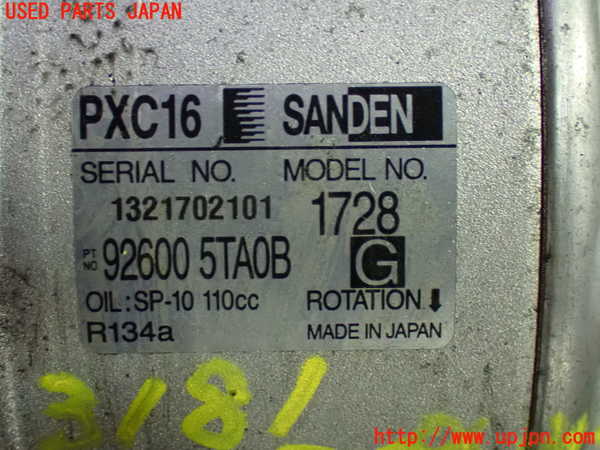 USED PARTS JAPAN
PXC16 SANDEN
SERIAL NO. MODEL NO.
1321702101 1728
PT NO 92600 5TA0B G
OIL:SP-10 110cc ROTATION ↓
R134a MADE IN JAPAN
3181
http://www.upjpn.com